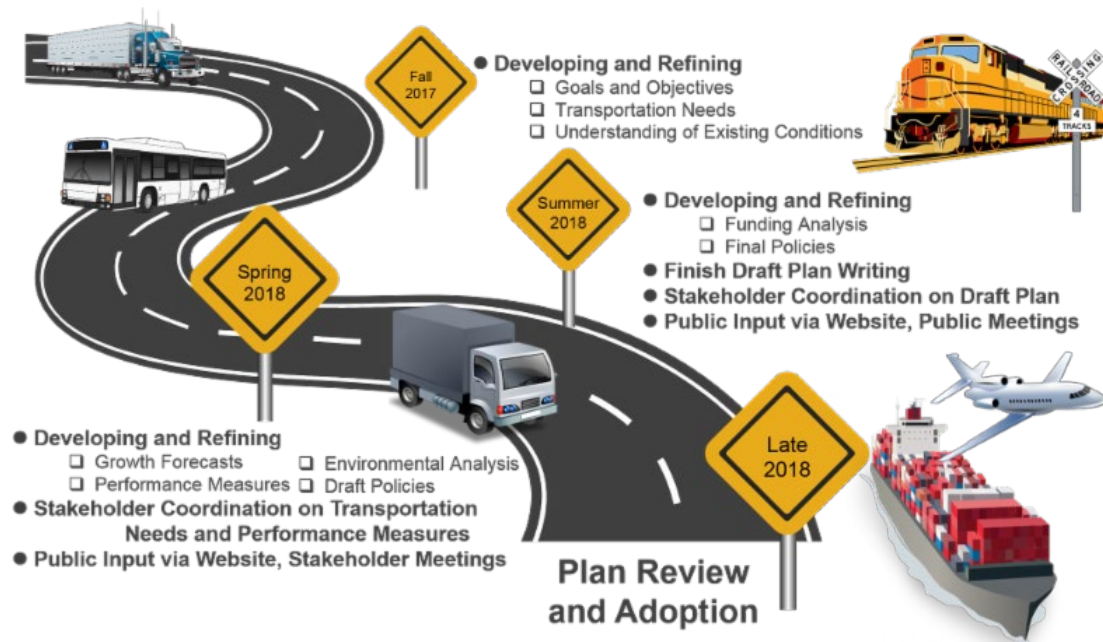 Fall
2017
● Developing and Refining
❑ Goals and Objectives
❑ Transportation Needs
❑ Understanding of Existing Conditions
RAILROAD
CROSSING
4
TRACKS
Summer
2018
● Developing and Refining
❑ Funding Analysis
❑ Final Policies
● Finish Draft Plan Writing
● Stakeholder Coordination on Draft Plan
● Public Input via Website, Public Meetings
Spring
2018
● Developing and Refining
❑ Growth Forecasts
❑ Environmental Analysis
❑ Performance Measures
❑ Draft Policies
● Stakeholder Coordination on Transportation
Needs and Performance Measures
● Public Input via Website, Stakeholder Meetings
Late
2018
Plan Review
and Adoption